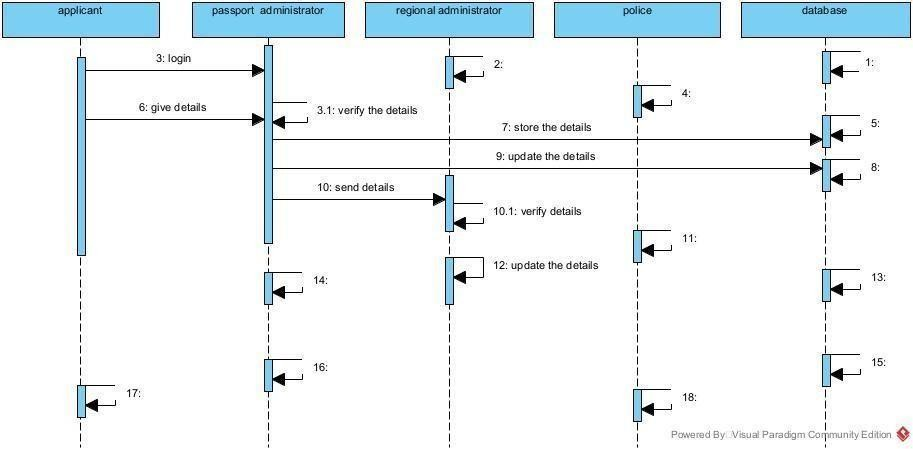 applicant
passport administrator
regional administrator
police
database
3: login
2:
1:
4:
6: give details
3.1: verify the details
5:
7: store the details
9: update the details
8:
10: send details
10.1: verify details
11:
12: update the details
14:
13:
16:
15:
17:
18:
Powered By□Visual Paradigm Community Edition